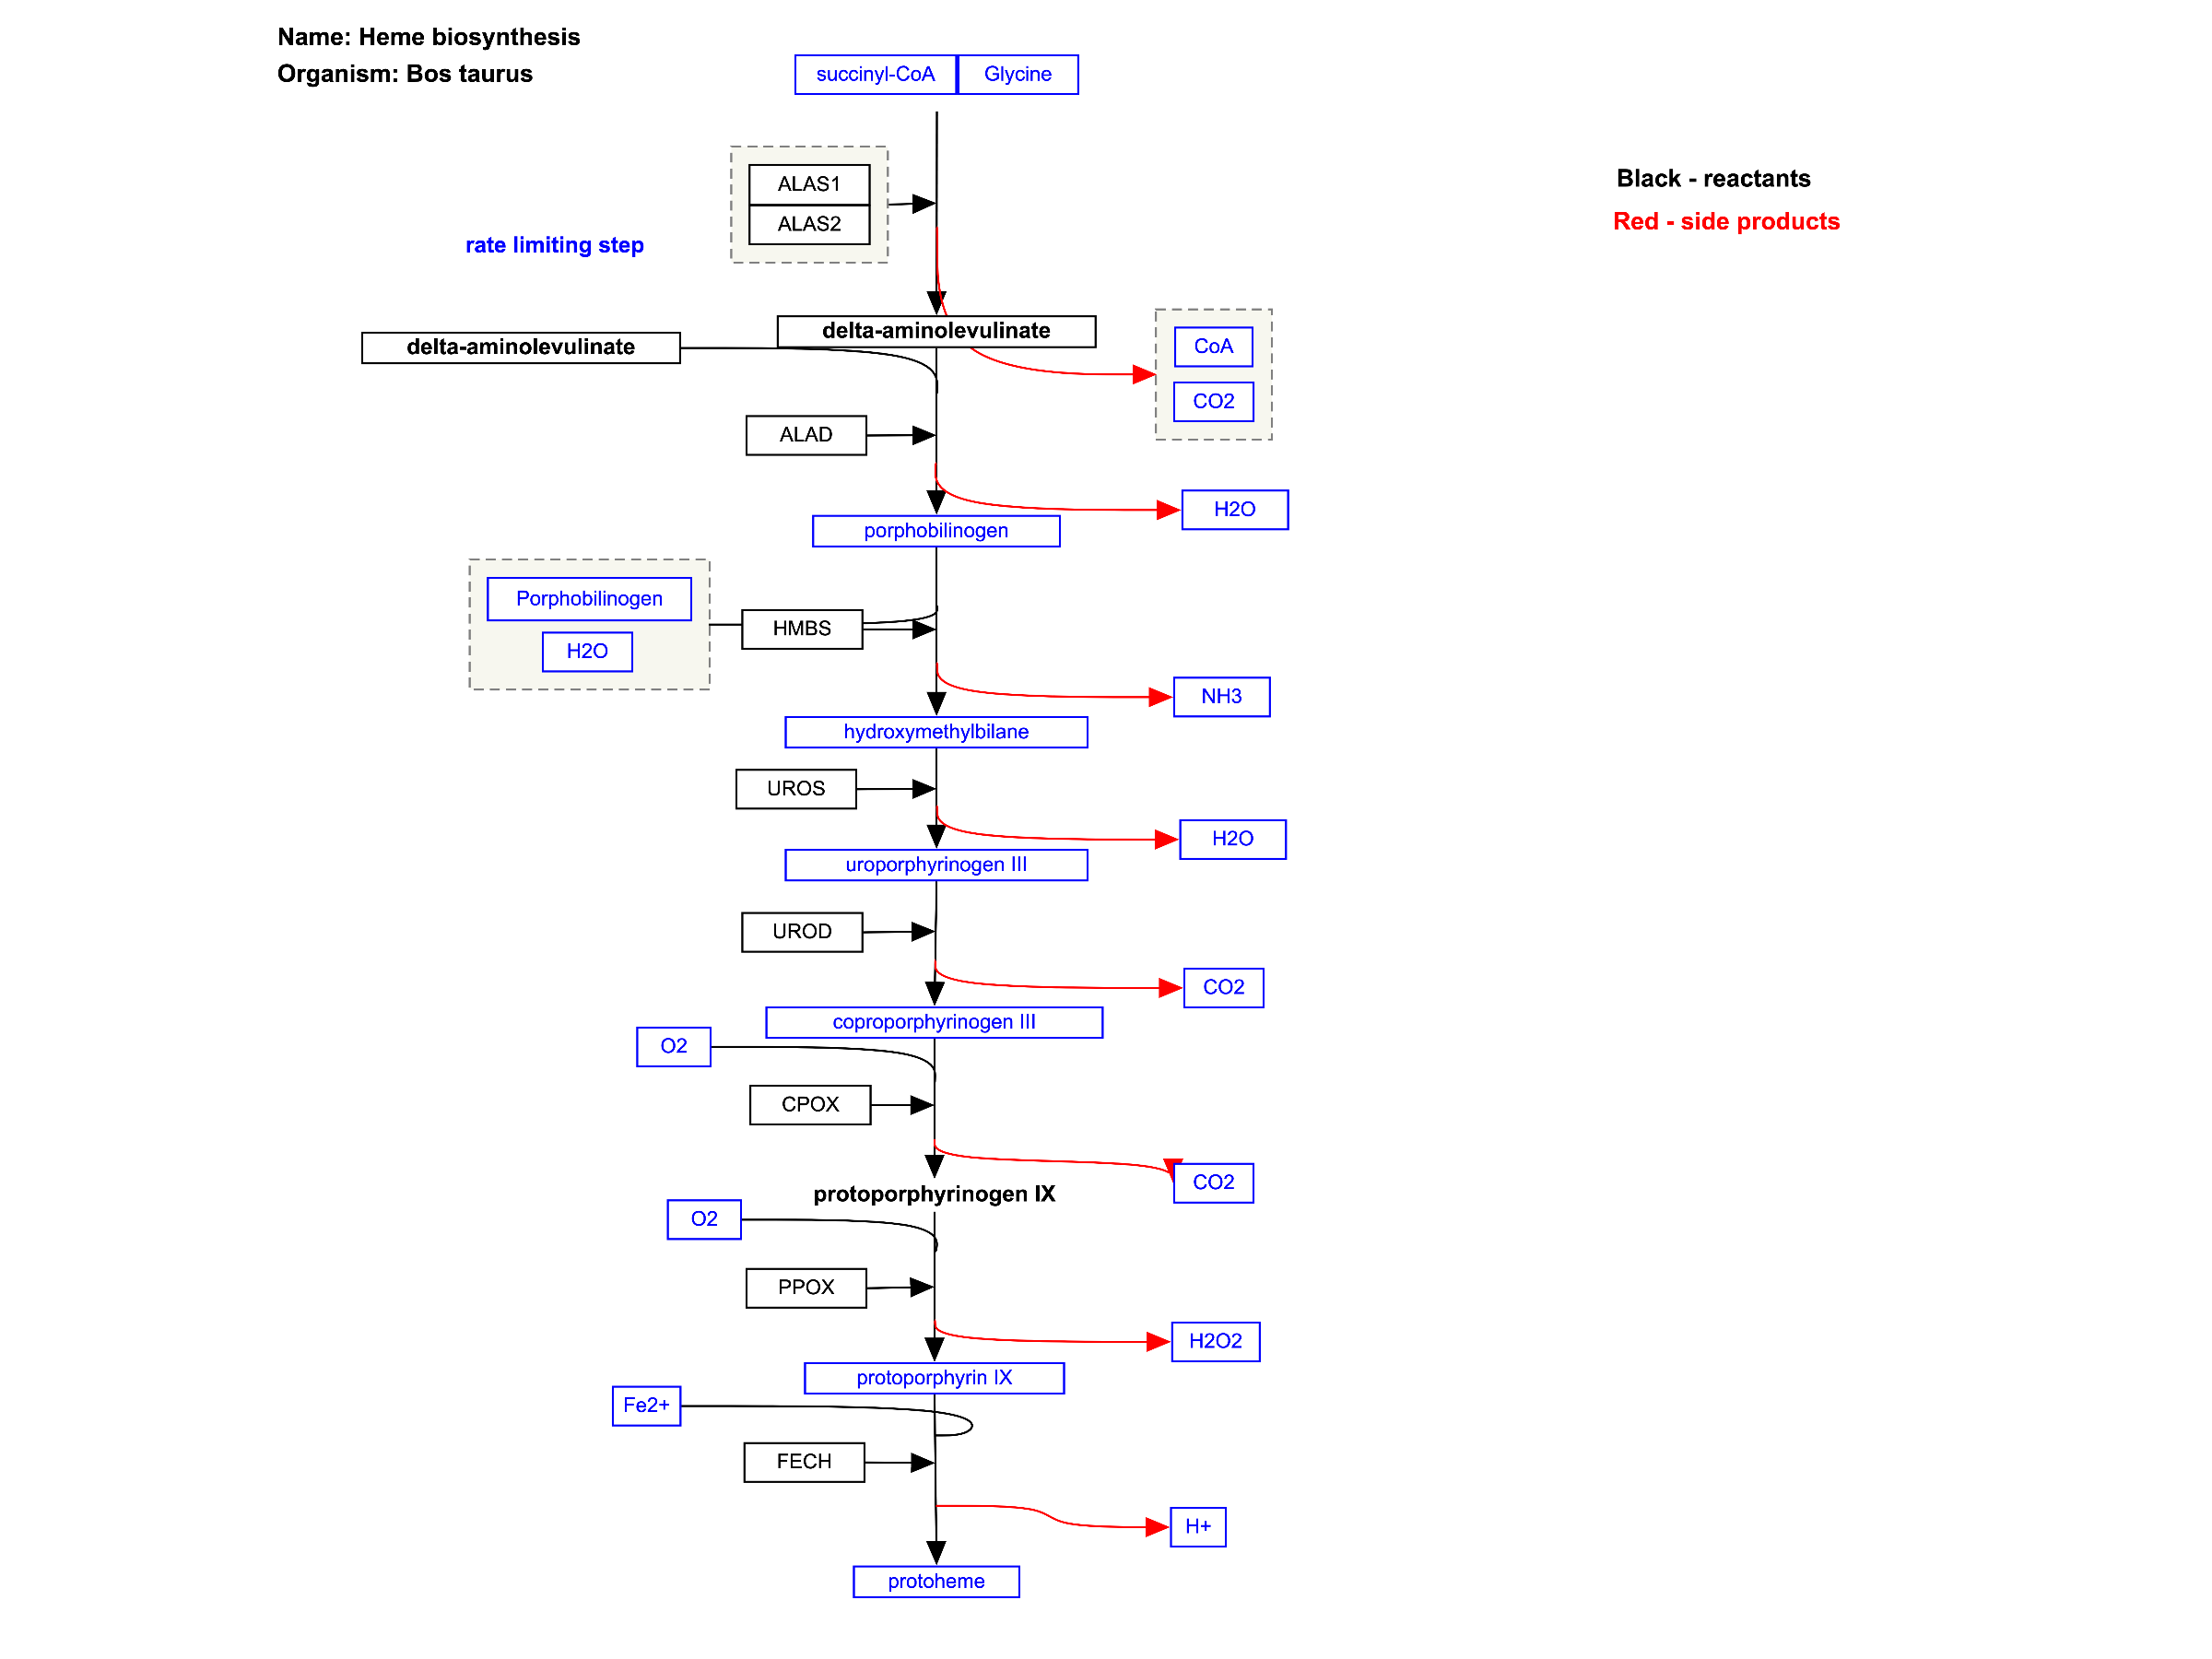 Name: Heme biosynthesis
Organism: Bos taurus
succinyl-CoA Glycine
ALAS1
ALAS2
Black - reactants
Red - side products
rate limiting step
delta-aminolevulinate
delta-aminolevulinate
CoA
CO2
ALAD
H2O
porphobilinogen
Porphobilinogen
H2O
HMBS
NH3
hydroxymethylbilane
UROS
H2O
uroporphyrinogen III
UROD
CO2
coproporphyrinogen III
O2
CPOX
CO2
protoporphyrinogen IX
O2
PPOX
H2O2
protoporphyrin IX
Fe2+
FECH
H+
protoheme